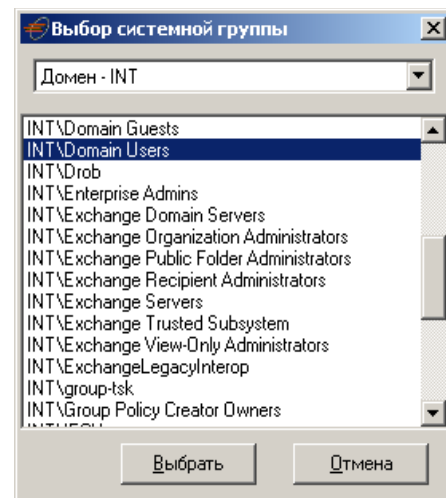 Выбор системной группы
Домен - INT
INT\Domain Guests
INT\Domain Users
INT\Drob
INT\Enterprise Admins
INT\Exchange Domain Servers
INT\Exchange Organization Administrators
INT\Exchange Public Folder Administrators
INT\Exchange Recipient Administrators
INT\Exchange Servers
INT\Exchange Trusted Subsystem
INT\Exchange View-Only Administrators
INT\ExchangeLegacyInterop
INT\group-tsk
INT\Group Policy Creator Owners
Выбрать
Отмена